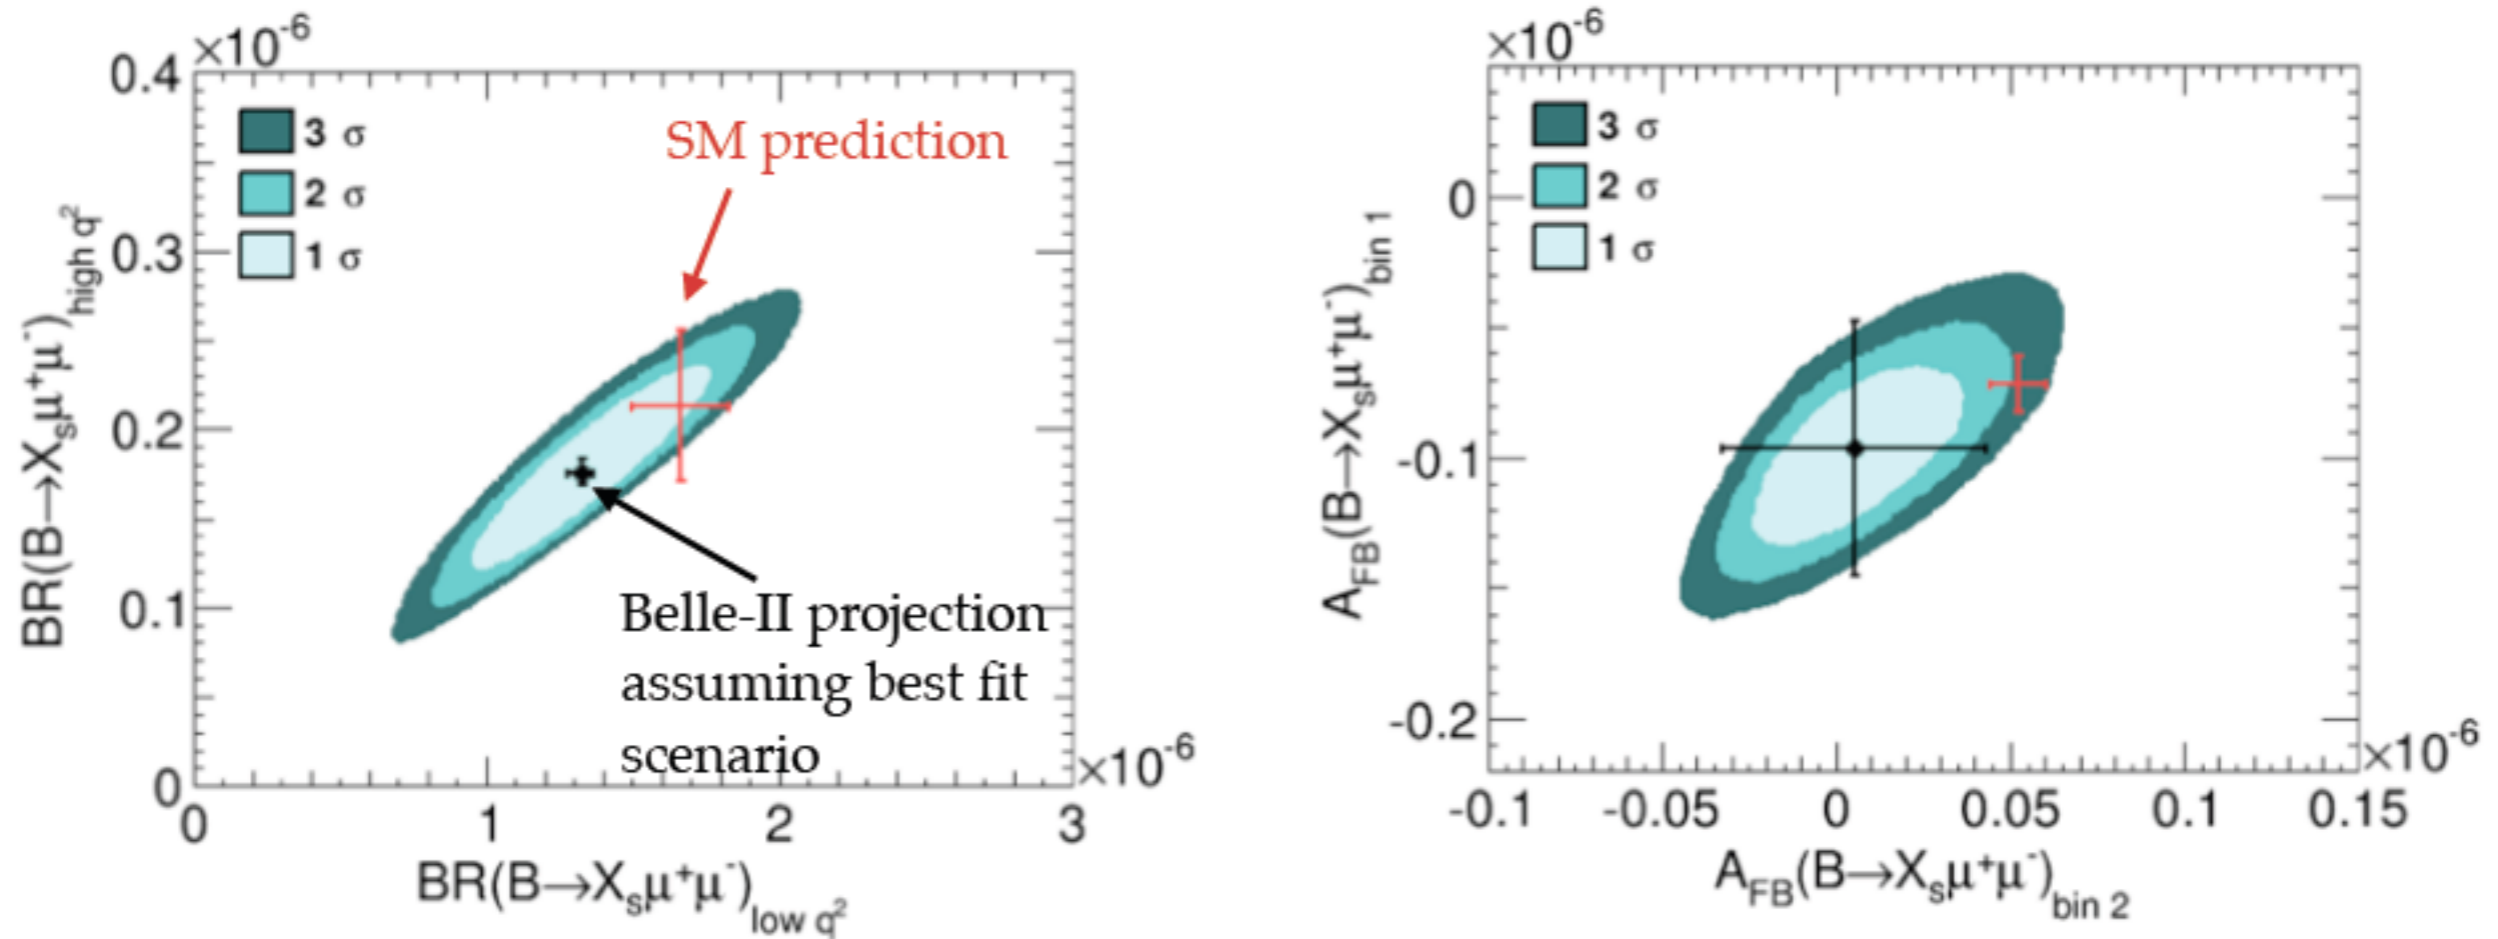 ×10⁻⁶
0.4
0.3
0.2
0.1
0
3 σ
2 σ
1 σ
SM prediction
Belle-II projection
assuming best fit
scenario
BR(B→Xₛμ⁺μ⁻)high q²
0 1 2 3
×10⁻⁶
BR(B→Xₛμ⁺μ⁻)low q²
×10⁻⁶
0
-0.1
-0.2
3 σ
2 σ
1 σ
A_FB(B→Xₛμ⁺μ⁻)bin 1
-0.1 -0.05 0 0.05 0.1 0.15
×10⁻⁶
A_FB(B→Xₛμ⁺μ⁻)bin 2